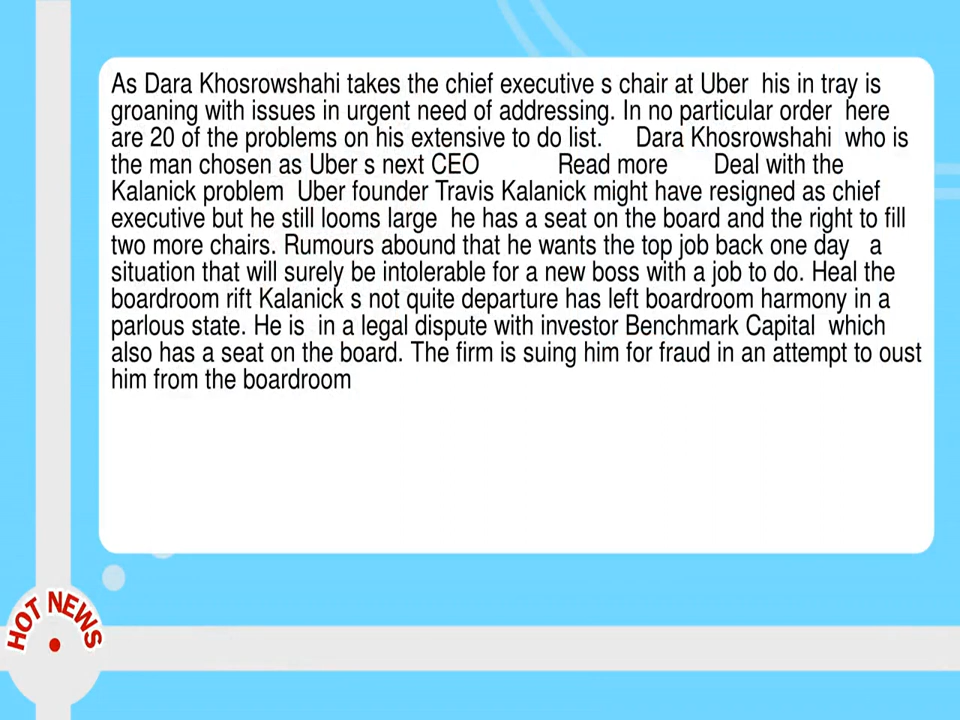 As Dara Khosrowshahi takes the chief executive s chair at Uber  his in tray is
groaning with issues in urgent need of addressing. In no particular order  here
are 20 of the problems on his extensive to do list.     Dara Khosrowshahi  who is
the man chosen as Uber s next CEO           Read more      Deal with the
Kalanick problem  Uber founder Travis Kalanick might have resigned as chief
executive but he still looms large  he has a seat on the board and the right to fill
two more chairs. Rumours abound that he wants the top job back one day   a
situation that will surely be intolerable for a new boss with a job to do. Heal the
boardroom rift Kalanick s not quite departure has left boardroom harmony in a
parlous state. He is  in a legal dispute with investor Benchmark Capital  which
also has a seat on the board. The firm is suing him for fraud in an attempt to oust
him from the boardroom
HOT NEWS